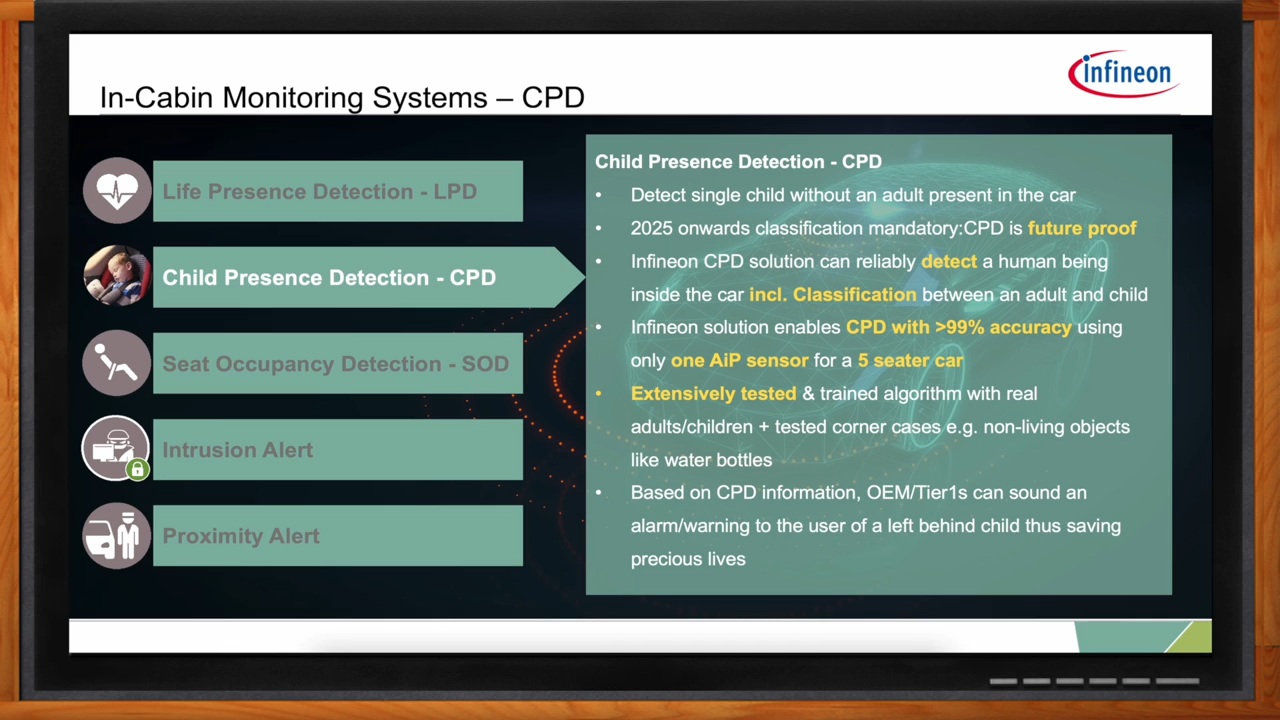 infineon
In-Cabin Monitoring Systems – CPD
Life Presence Detection - LPD
Child Presence Detection - CPD
Seat Occupancy Detection - SOD
Intrusion Alert
Proximity Alert
Child Presence Detection - CPD
• Detect single child without an adult present in the car
• 2025 onwards classification mandatory:CPD is future proof
• Infineon CPD solution can reliably detect a human being
inside the car incl. Classification between an adult and child
• Infineon solution enables CPD with >99% accuracy using
only one AiP sensor for a 5 seater car
• Extensively tested & trained algorithm with real
adults/children + tested corner cases e.g. non-living objects
like water bottles
• Based on CPD information, OEM/Tier1s can sound an
alarm/warning to the user of a left behind child thus saving
precious lives